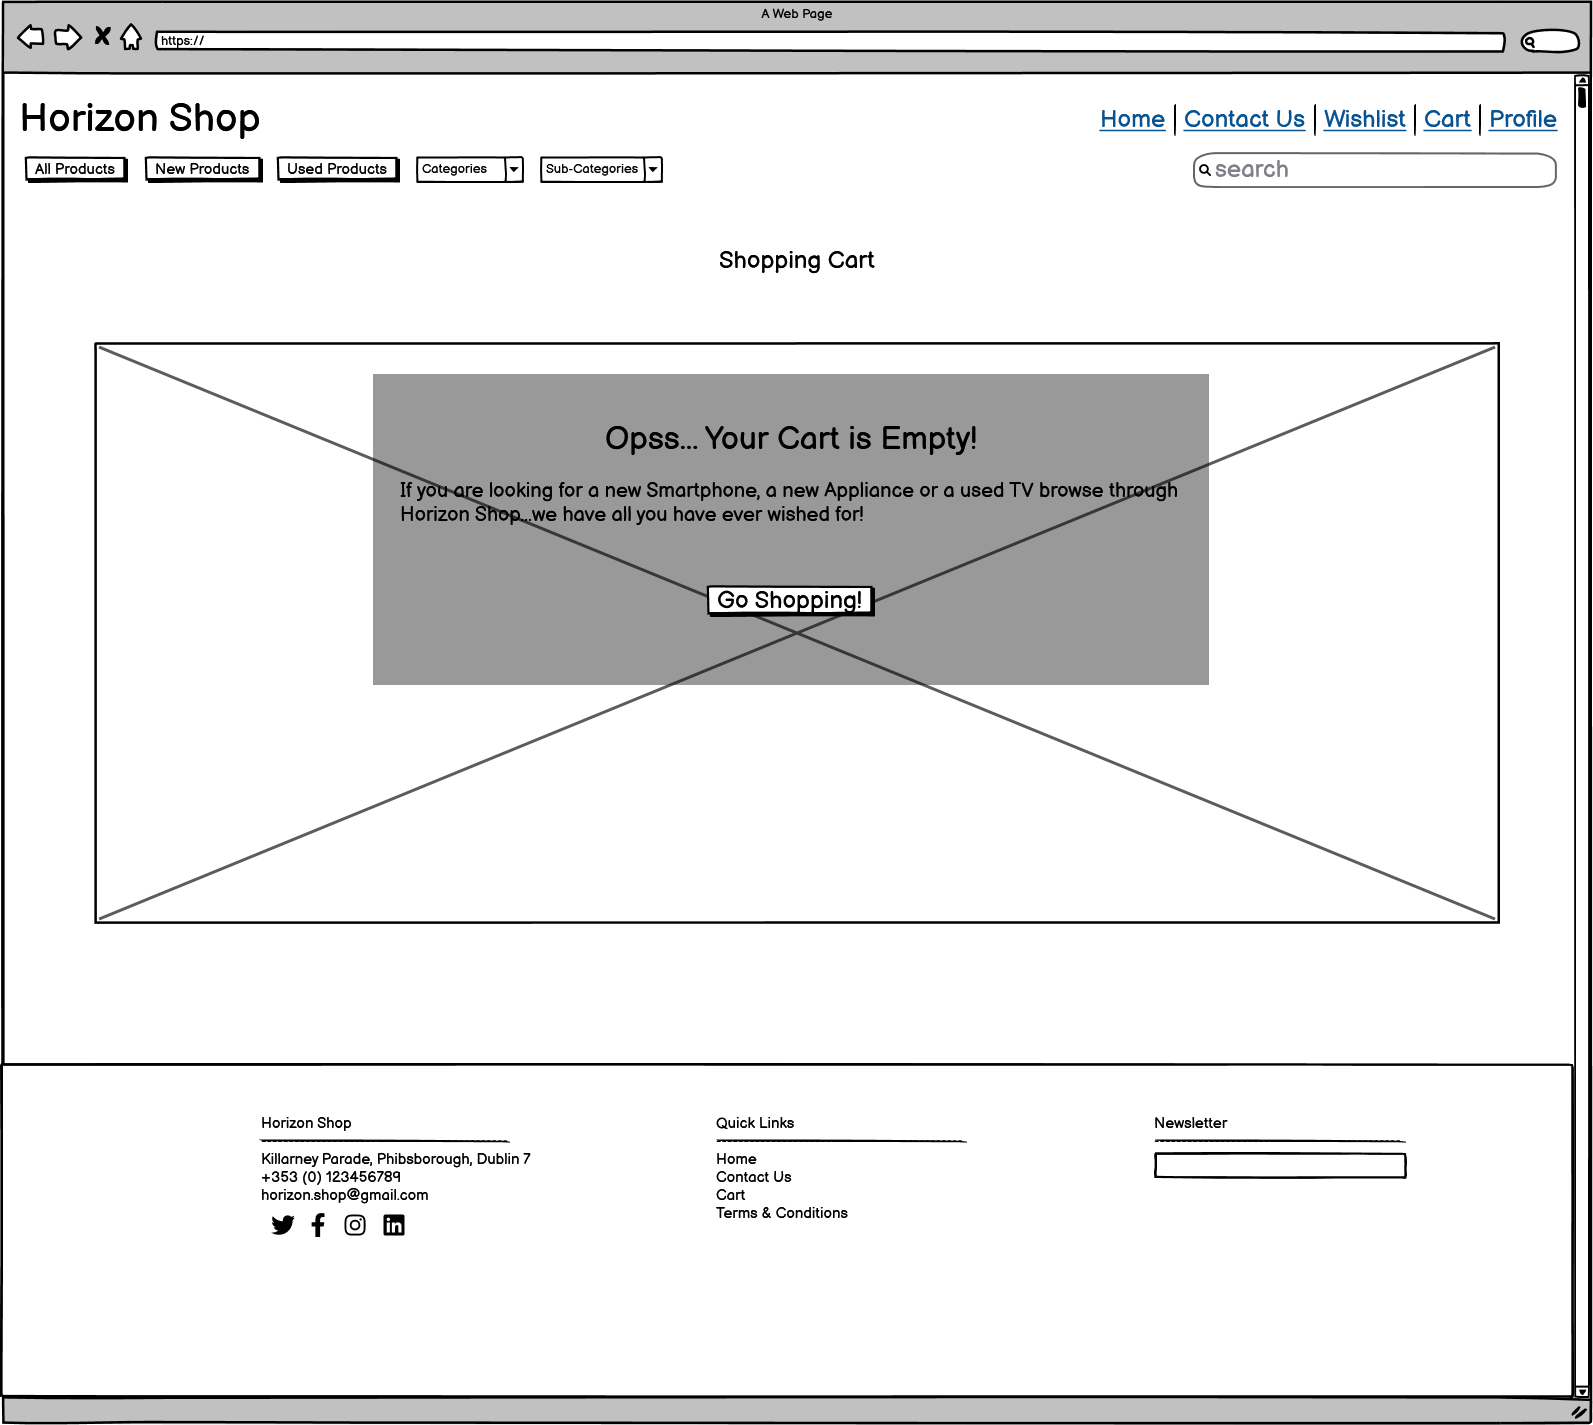 A Web Page
https://
Horizon Shop
Home Contact Us Wishlist Cart Profile
All Products New Products Used Products Categories Sub-Categories
search
Shopping Cart
Opss... Your Cart is Empty!
If you are looking for a new Smartphone, a new Appliance or a used TV browse through
Horizon Shop...we have all you have ever wished for!
Go Shopping!
Horizon Shop
Killarney Parade, Phibsborough, Dublin 7
+353 (0) 123456789
horizon.shop@gmail.com
Quick Links
Home
Contact Us
Cart
Terms & Conditions
Newsletter